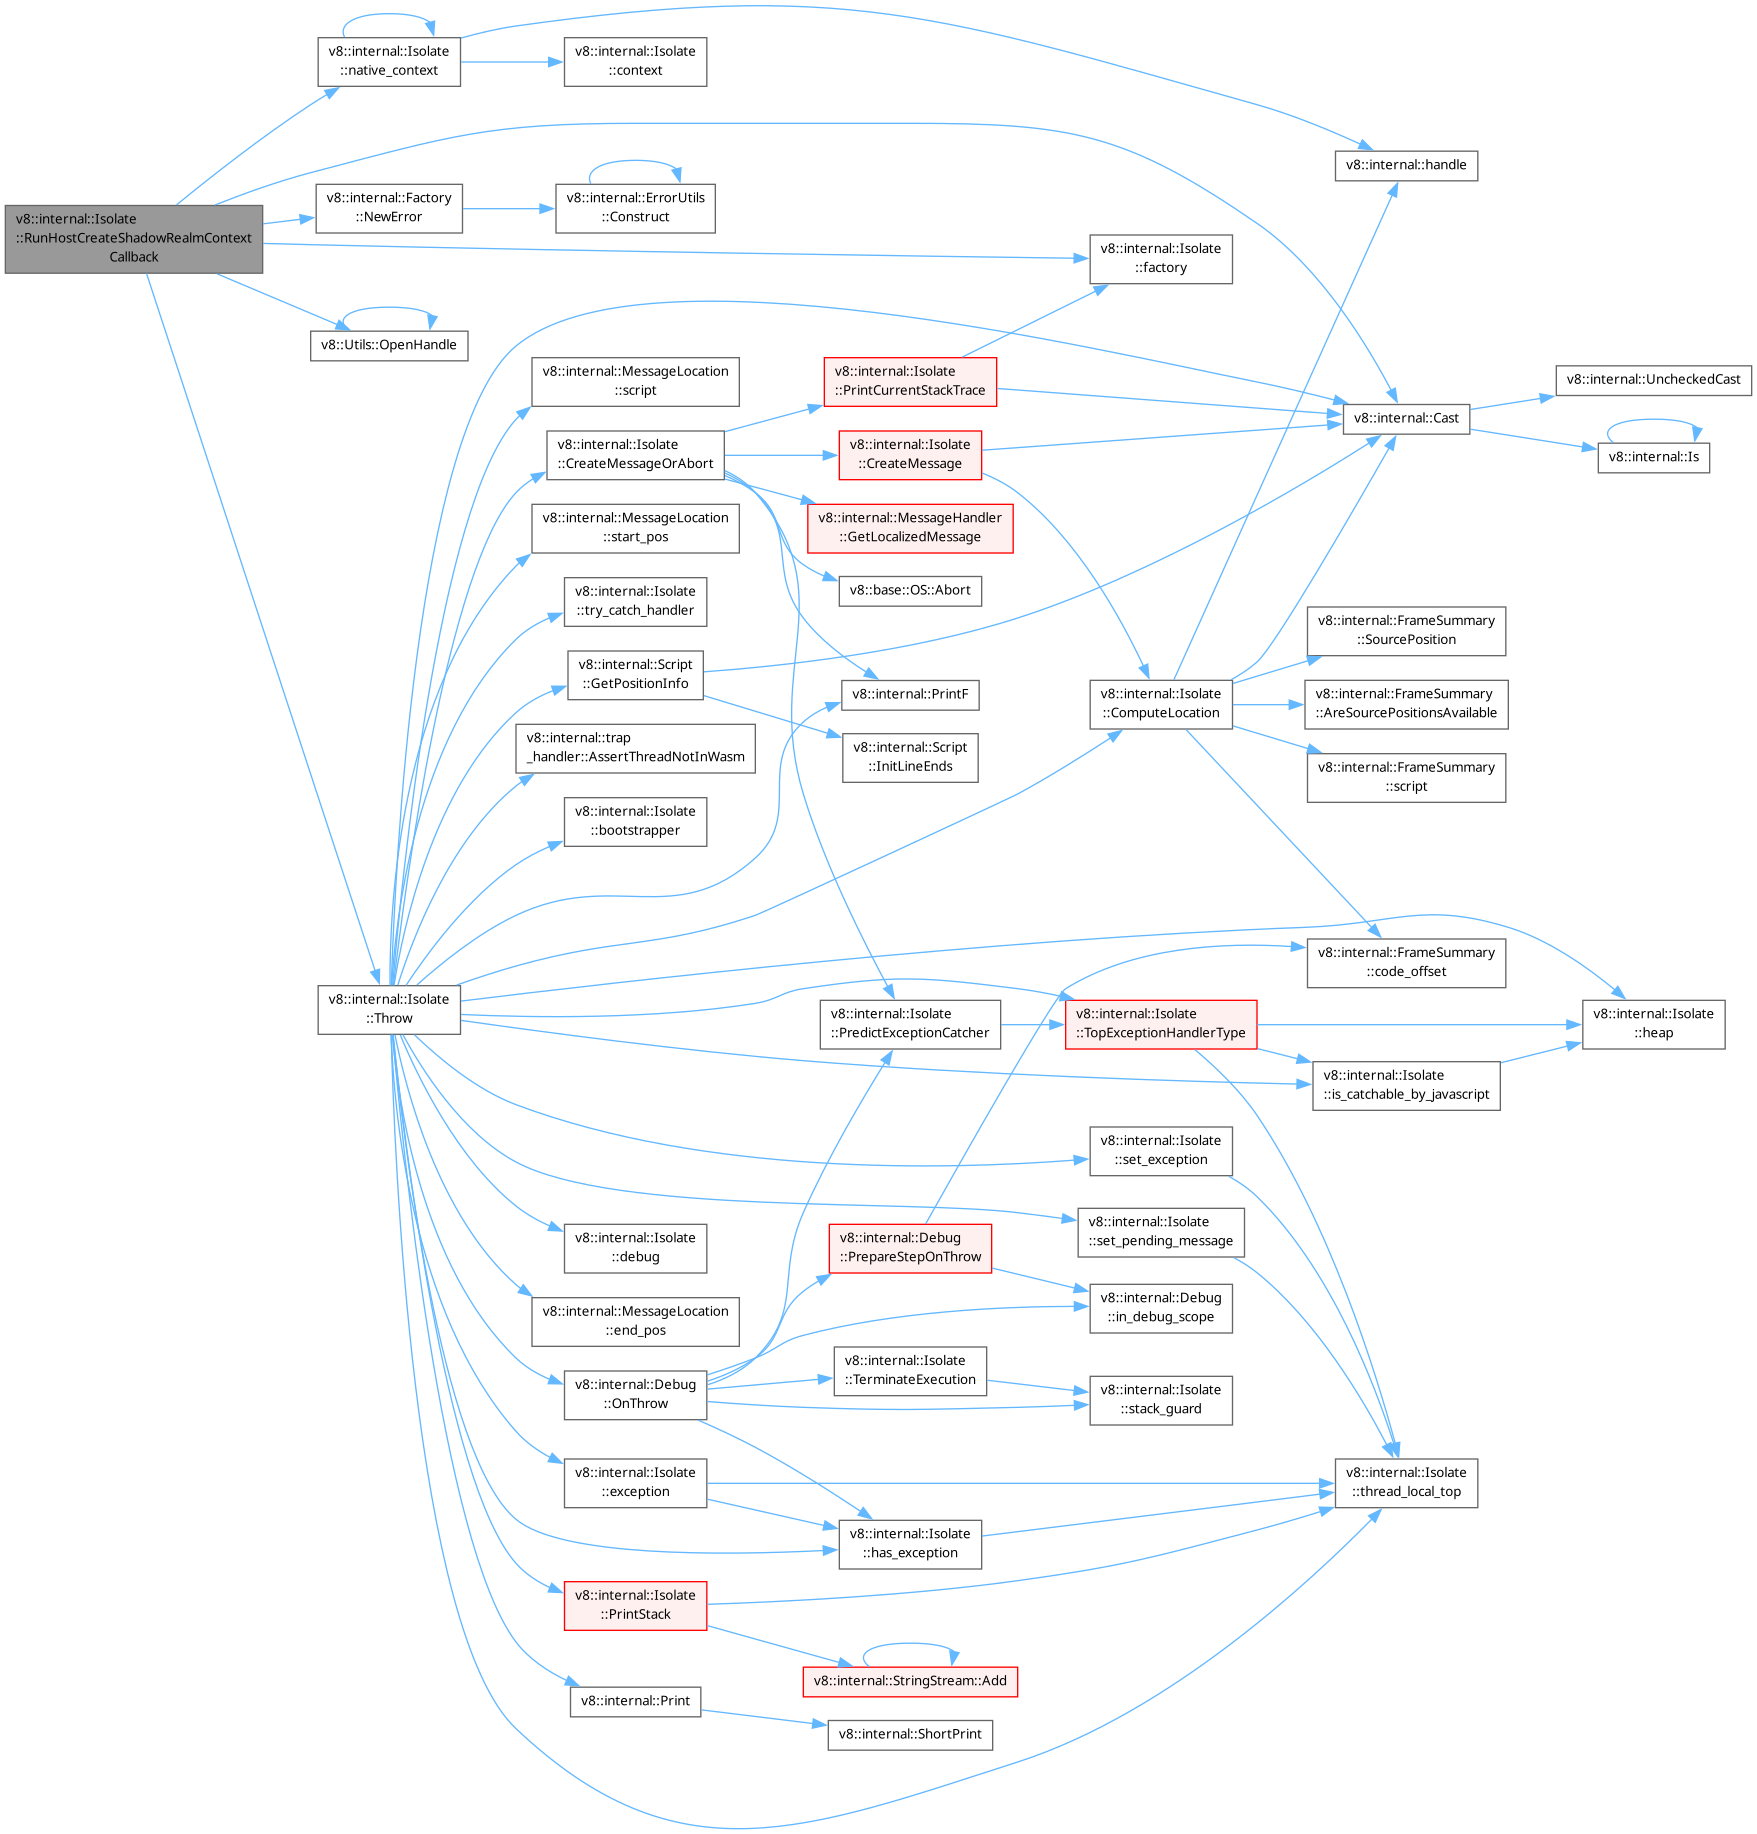 v8::internal::Isolate
::RunHostCreateShadowRealmContext
Callback
v8::internal::Isolate
::native_context
v8::internal::Isolate
::context
v8::internal::handle
v8::internal::Factory
::NewError
v8::internal::ErrorUtils
::Construct
v8::internal::Isolate
::factory
v8::Utils::OpenHandle
v8::internal::MessageLocation
::script
v8::internal::Isolate
::PrintCurrentStackTrace
v8::internal::UncheckedCast
v8::internal::Cast
v8::internal::Is
v8::internal::Isolate
::CreateMessageOrAbort
v8::internal::Isolate
::CreateMessage
v8::internal::MessageLocation
::start_pos
v8::internal::MessageHandler
::GetLocalizedMessage
v8::internal::Isolate
::try_catch_handler
v8::base::OS::Abort
v8::internal::FrameSummary
::SourcePosition
v8::internal::Script
::GetPositionInfo
v8::internal::PrintF
v8::internal::Isolate
::ComputeLocation
v8::internal::FrameSummary
::AreSourcePositionsAvailable
v8::internal::trap
_handler::AssertThreadNotInWasm
v8::internal::Script
::InitLineEnds
v8::internal::FrameSummary
::script
v8::internal::Isolate
::bootstrapper
v8::internal::FrameSummary
::code_offset
v8::internal::Isolate
::Throw
v8::internal::Isolate
::PredictExceptionCatcher
v8::internal::Isolate
::TopExceptionHandlerType
v8::internal::Isolate
::heap
v8::internal::Isolate
::is_catchable_by_javascript
v8::internal::Isolate
::set_exception
v8::internal::Isolate
::debug
v8::internal::Debug
::PrepareStepOnThrow
v8::internal::Isolate
::set_pending_message
v8::internal::MessageLocation
::end_pos
v8::internal::Debug
::in_debug_scope
v8::internal::Debug
::OnThrow
v8::internal::Isolate
::TerminateExecution
v8::internal::Isolate
::stack_guard
v8::internal::Isolate
::exception
v8::internal::Isolate
::thread_local_top
v8::internal::Isolate
::has_exception
v8::internal::Isolate
::PrintStack
v8::internal::StringStream::Add
v8::internal::Print
v8::internal::ShortPrint